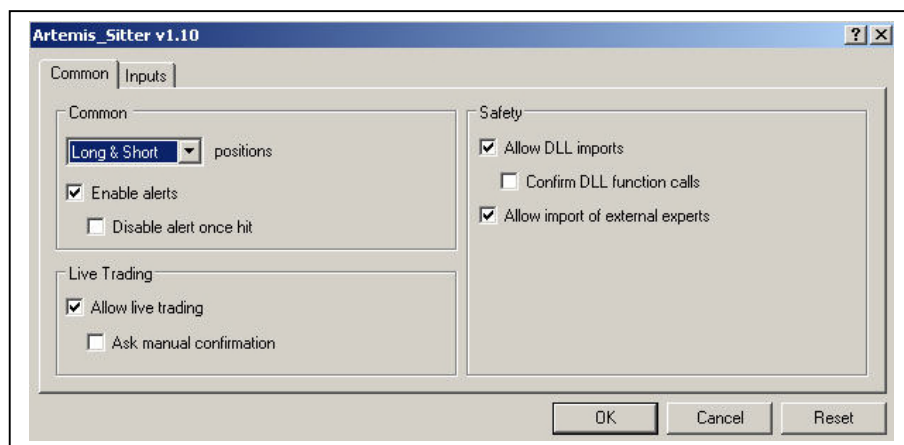 Artemis_Sitter v1.10
Common
Inputs
Common
Long & Short positions
Enable alerts
Disable alert once hit
Live Trading
Allow live trading
Ask manual confirmation
Safety
Allow DLL imports
Confirm DLL function calls
Allow import of external experts
OK
Cancel
Reset